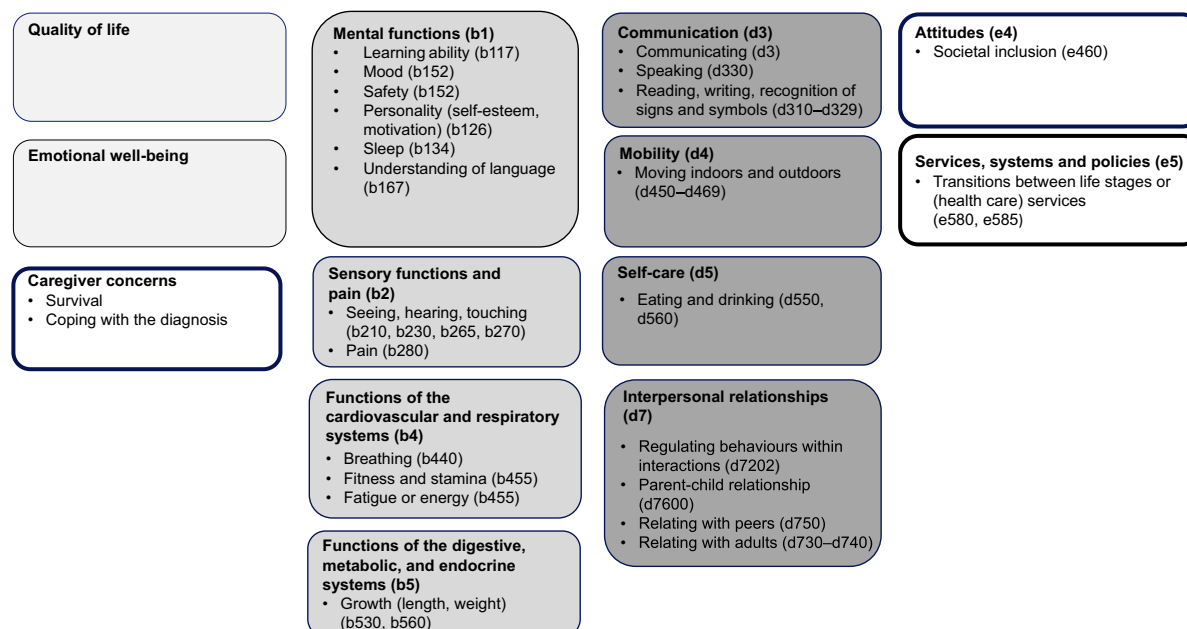 Quality of life
Emotional well-being
Caregiver concerns
• Survival
• Coping with the diagnosis
Mental functions (b1)
• Learning ability (b117)
• Mood (b152)
• Safety (b152)
• Personality (self-esteem,
motivation) (b126)
• Sleep (b134)
• Understanding of language
(b167)
Sensory functions and
pain (b2)
• Seeing, hearing, touching
(b210, b230, b265, b270)
• Pain (b280)
Functions of the
cardiovascular and respiratory
systems (b4)
• Breathing (b440)
• Fitness and stamina (b455)
• Fatigue or energy (b455)
Functions of the digestive,
metabolic, and endocrine
systems (b5)
• Growth (length, weight)
(b530, b560)
Communication (d3)
• Communicating (d3)
• Speaking (d330)
• Reading, writing, recognition of
signs and symbols (d310–d329)
Mobility (d4)
• Moving indoors and outdoors
(d450–d469)
Self-care (d5)
• Eating and drinking (d550,
d560)
Interpersonal relationships
(d7)
• Regulating behaviours within
interactions (d7202)
• Parent-child relationship
(d7600)
• Relating with peers (d750)
• Relating with adults (d730–d740)
Attitudes (e4)
• Societal inclusion (e460)
Services, systems and policies (e5)
• Transitions between life stages or
(health care) services
(e580, e585)